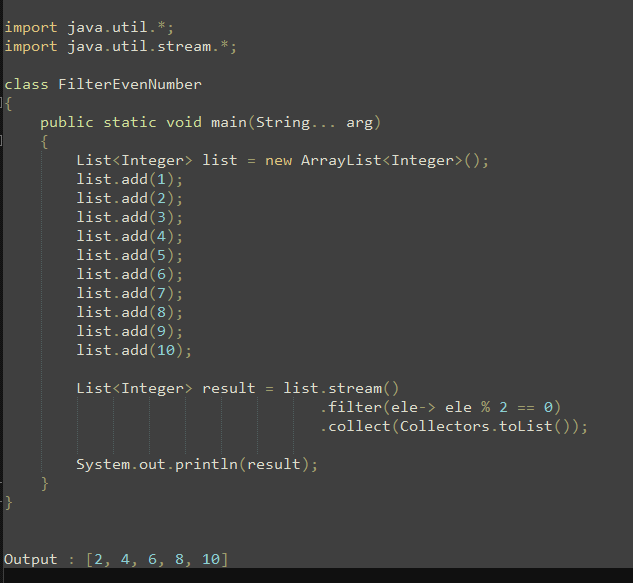 import java.util.*;
import java.util.stream.*;
class FilterEvenNumber
{
public static void main(String... arg)
{
List<Integer> list = new ArrayList<Integer>();
list.add(1);
list.add(2);
list.add(3);
list.add(4);
list.add(5);
list.add(6);
list.add(7);
list.add(8);
list.add(9);
list.add(10);
List<Integer> result = list.stream()
.filter(ele-> ele % 2 == 0)
.collect(Collectors.toList());
System.out.println(result);
}
}
Output : [2, 4, 6, 8, 10]